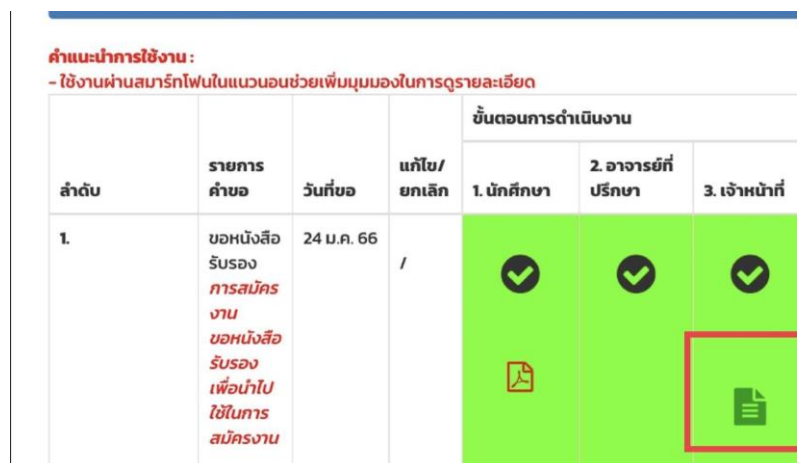 คำแนะนำการใช้งาน :
- ใช้งานผ่านสมาร์ทโฟนในแนวนอนช่วยเพิ่มมุมมองในการดูรายละเอียด
ขั้นตอนการดำเนินงาน
ลำดับ
รายการ
คำขอ
วันที่ขอ
แก้ไข/
ยกเลิก
1. นักศึกษา
2. อาจารย์ที่
ปรึกษา
3. เจ้าหน้าที่
1.
ขอหนังสือ
รับรอง
การสมัคร
งาน
ขอหนังสือ
รับรอง
เพื่อนำไป
ใช้ในการ
สมัครงาน
24 ม.ค. 66
/